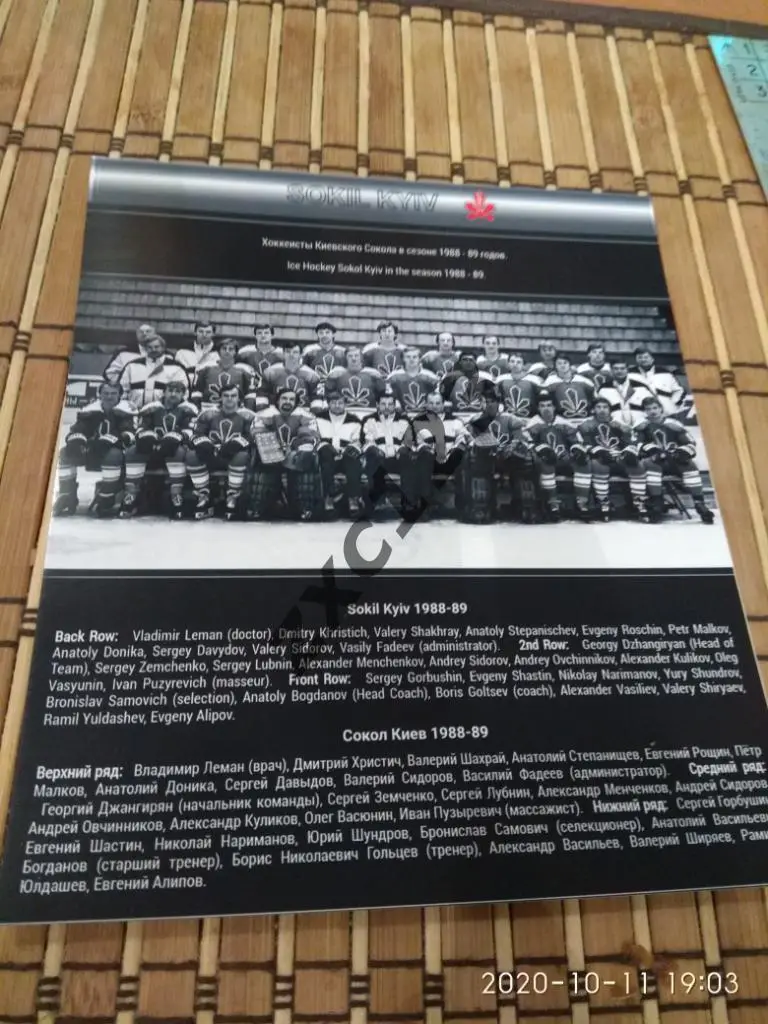 SOKIL KYIV
1
2
3
Хоккеисты Киевского Сокола в сезоне 1988 - 89 годов.
Ice Hockey Sokol Kyiv in the season 1988 - 89.
Sokil Kyiv 1988-89
Back Row: Vladimir Leman (doctor), Dmitry Khristich, Valery Shakhray, Anatoly Stepanischev, Evgeny Roschin, Petr Malkov,
Anatoly Donika, Sergey Davydov, Valery Sidorov, Vasily Fadeev (administrator). 2nd Row: Georgy Dzhangiryan (Head of
Team), Sergey Zemchenko, Sergey Lubnin, Alexander Menchenkov, Andrey Sidorov, Andrey Ovchinnikov, Alexander Kulikov, Oleg
Vasyunin, Ivan Puzyrevich (masseur). Front Row: Sergey Gorbushin, Evgeny Shastin, Nikolay Narimanov, Yury Shundrov,
Bronislav Samovich (selection), Anatoly Bogdanov (Head Coach), Boris Goltsev (coach), Alexander Vasiliev, Valery Shiryaev,
Ramil Yuldashev, Evgeny Alipov.
Сокол Киев 1988-89
Верхний ряд: Владимир Леман (врач), Дмитрий Христич, Валерий Шахрай, Анатолий Степанищев, Евгений Рощин, Пётр
Малков, Анатолий Доника, Сергей Давыдов, Валерий Сидоров, Василий Фадеев (администратор). Средний ряд:
Георгий Джангирян (начальник команды), Сергей Земченко, Сергей Лубнин, Александр Менченков, Андрей Сидоров,
Андрей Овчинников, Александр Куликов, Олег Васюнин, Иван Пузыревич (массажист). Нижний ряд: Сергей Горбушин,
Евгений Шастин, Николай Нариманов, Юрий Шундров, Бронислав Самович (селекционер), Анатолий Васильевич
Богданов (старший тренер), Борис Николаевич Гольцев (тренер), Александр Васильев, Валерий Ширяев, Рами
Юлдашев, Евгений Алипов.
2020-10-11 19:03